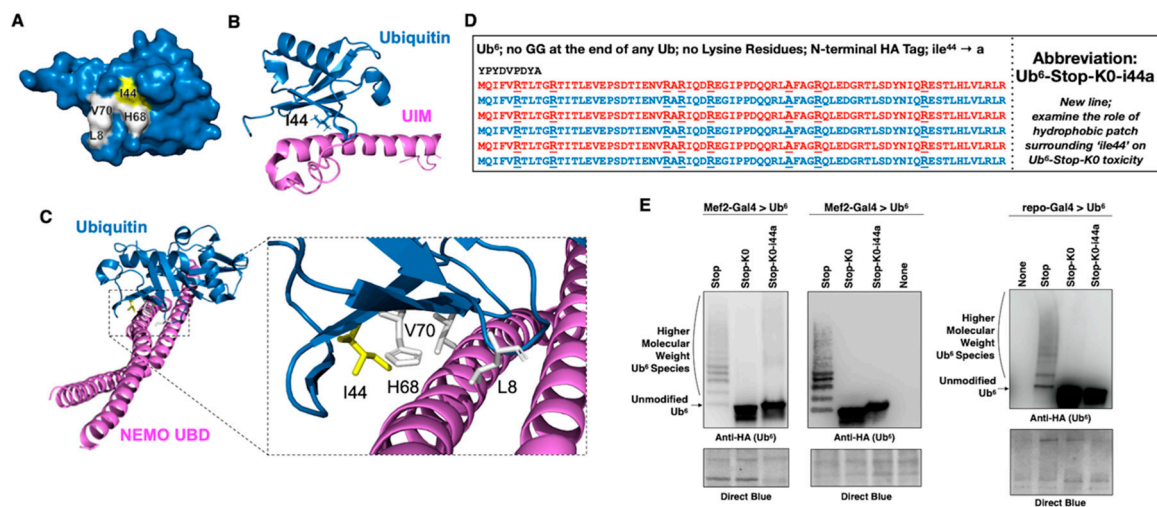 A
I44
V70
H68
L8
B
Ubiquitin
I44
UIM
C
Ubiquitin
NEMO UBD
V70
I44
H68
L8
D
Ub⁶; no GG at the end of any Ub; no Lysine Residues; N-terminal HA Tag; ile⁴⁴ → a
YPYDVPDYA
MQIFVRTLTGRTITLEVEPSDTIENVRARIQDREGIPPDQQRLAFAGRQLEDGRTLSDYNIQRESTLHLVLRLR
MQIFVRTLTGRTITLEVEPSDTIENVRARIQDREGIPPDQQRLAFAGRQLEDGRTLSDYNIQRESTLHLVLRLR
MQIFVRTLTGRTITLEVEPSDTIENVRARIQDREGIPPDQQRLAFAGRQLEDGRTLSDYNIQRESTLHLVLRLR
MQIFVRTLTGRTITLEVEPSDTIENVRARIQDREGIPPDQQRLAFAGRQLEDGRTLSDYNIQRESTLHLVLRLR
MQIFVRTLTGRTITLEVEPSDTIENVRARIQDREGIPPDQQRLAFAGRQLEDGRTLSDYNIQRESTLHLVLRLR
MQIFVRTLTGRTITLEVEPSDTIENVRARIQDREGIPPDQQRLAFAGRQLEDGRTLSDYNIQRESTLHLVLRLR
Abbreviation:
Ub⁶-Stop-K0-i44a
New line;
examine the role of
hydrophobic patch
surrounding ‘ile44’ on
Ub⁶-Stop-K0 toxicity
E
Mef2-Gal4 > Ub⁶
Stop
Stop-K0
Stop-K0-i44a
Higher
Molecular
Weight
Ub⁶ Species
Unmodified
Ub⁶
Anti-HA (Ub⁶)
Direct Blue
Mef2-Gal4 > Ub⁶
Stop
Stop-K0
Stop-K0-i44a
None
Anti-HA (Ub⁶)
Direct Blue
repo-Gal4 > Ub⁶
None
Stop
Stop-K0
Stop-K0-i44a
Higher
Molecular
Weight
Ub⁶ Species
Unmodified
Ub⁶
Anti-HA (Ub⁶)
Direct Blue